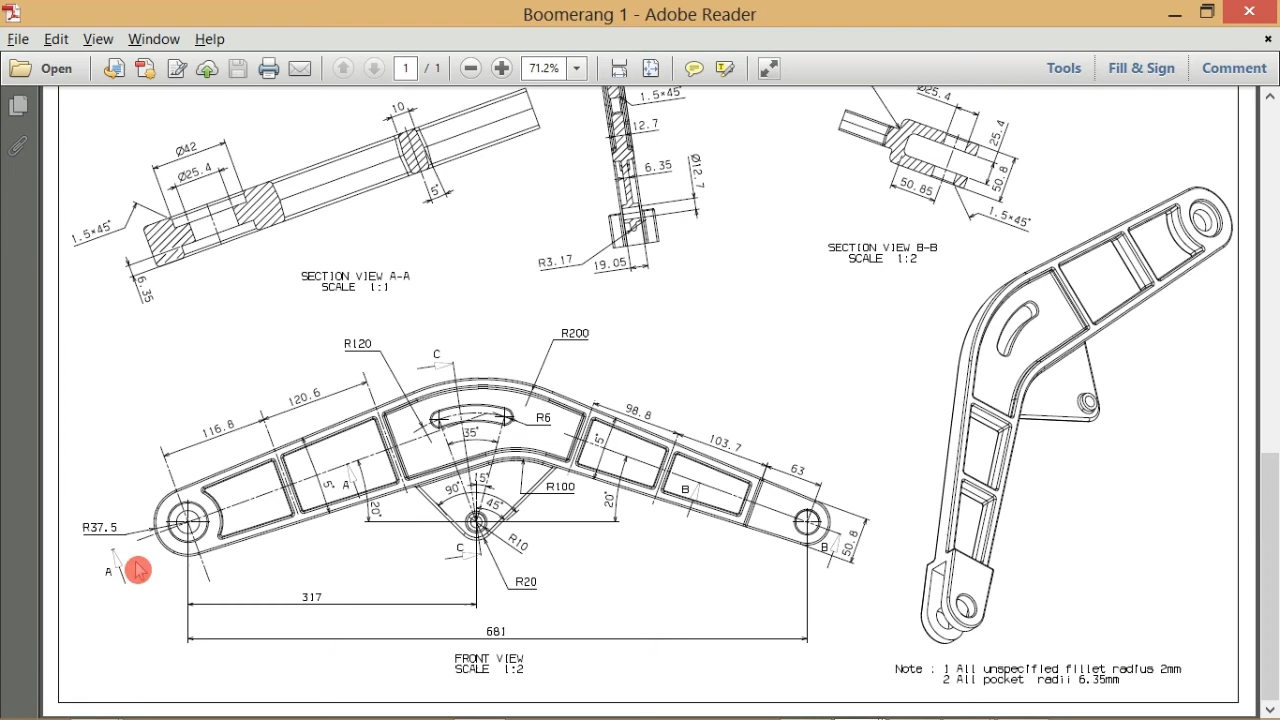 Boomerang 1 - Adobe Reader
File Edit View Window Help
Open 1 / 1 71.2% Tools Fill & Sign Comment
Ø42
Ø25.4
1.5×45°
6.35
10
5°
SECTION VIEW A-A
SCALE 1:1
1.5×45°
12.7
6.35
Ø12.7
R3.17
19.05
Ø25.4
25.4
50.8
50.85
1.5×45°
SECTION VIEW B-B
SCALE 1:2
R120
C
R200
116.8
120.6
R6
35°
98.8
103.7
63
5°
A
20°
90°
15°
45°
R100
5°
20°
B
B
50.8
R37.5
A
C
R10
R20
317
681
FRONT VIEW
SCALE 1:2
Note : 1 All unspecified fillet radius 2mm
2 All pocket radii 6.35mm